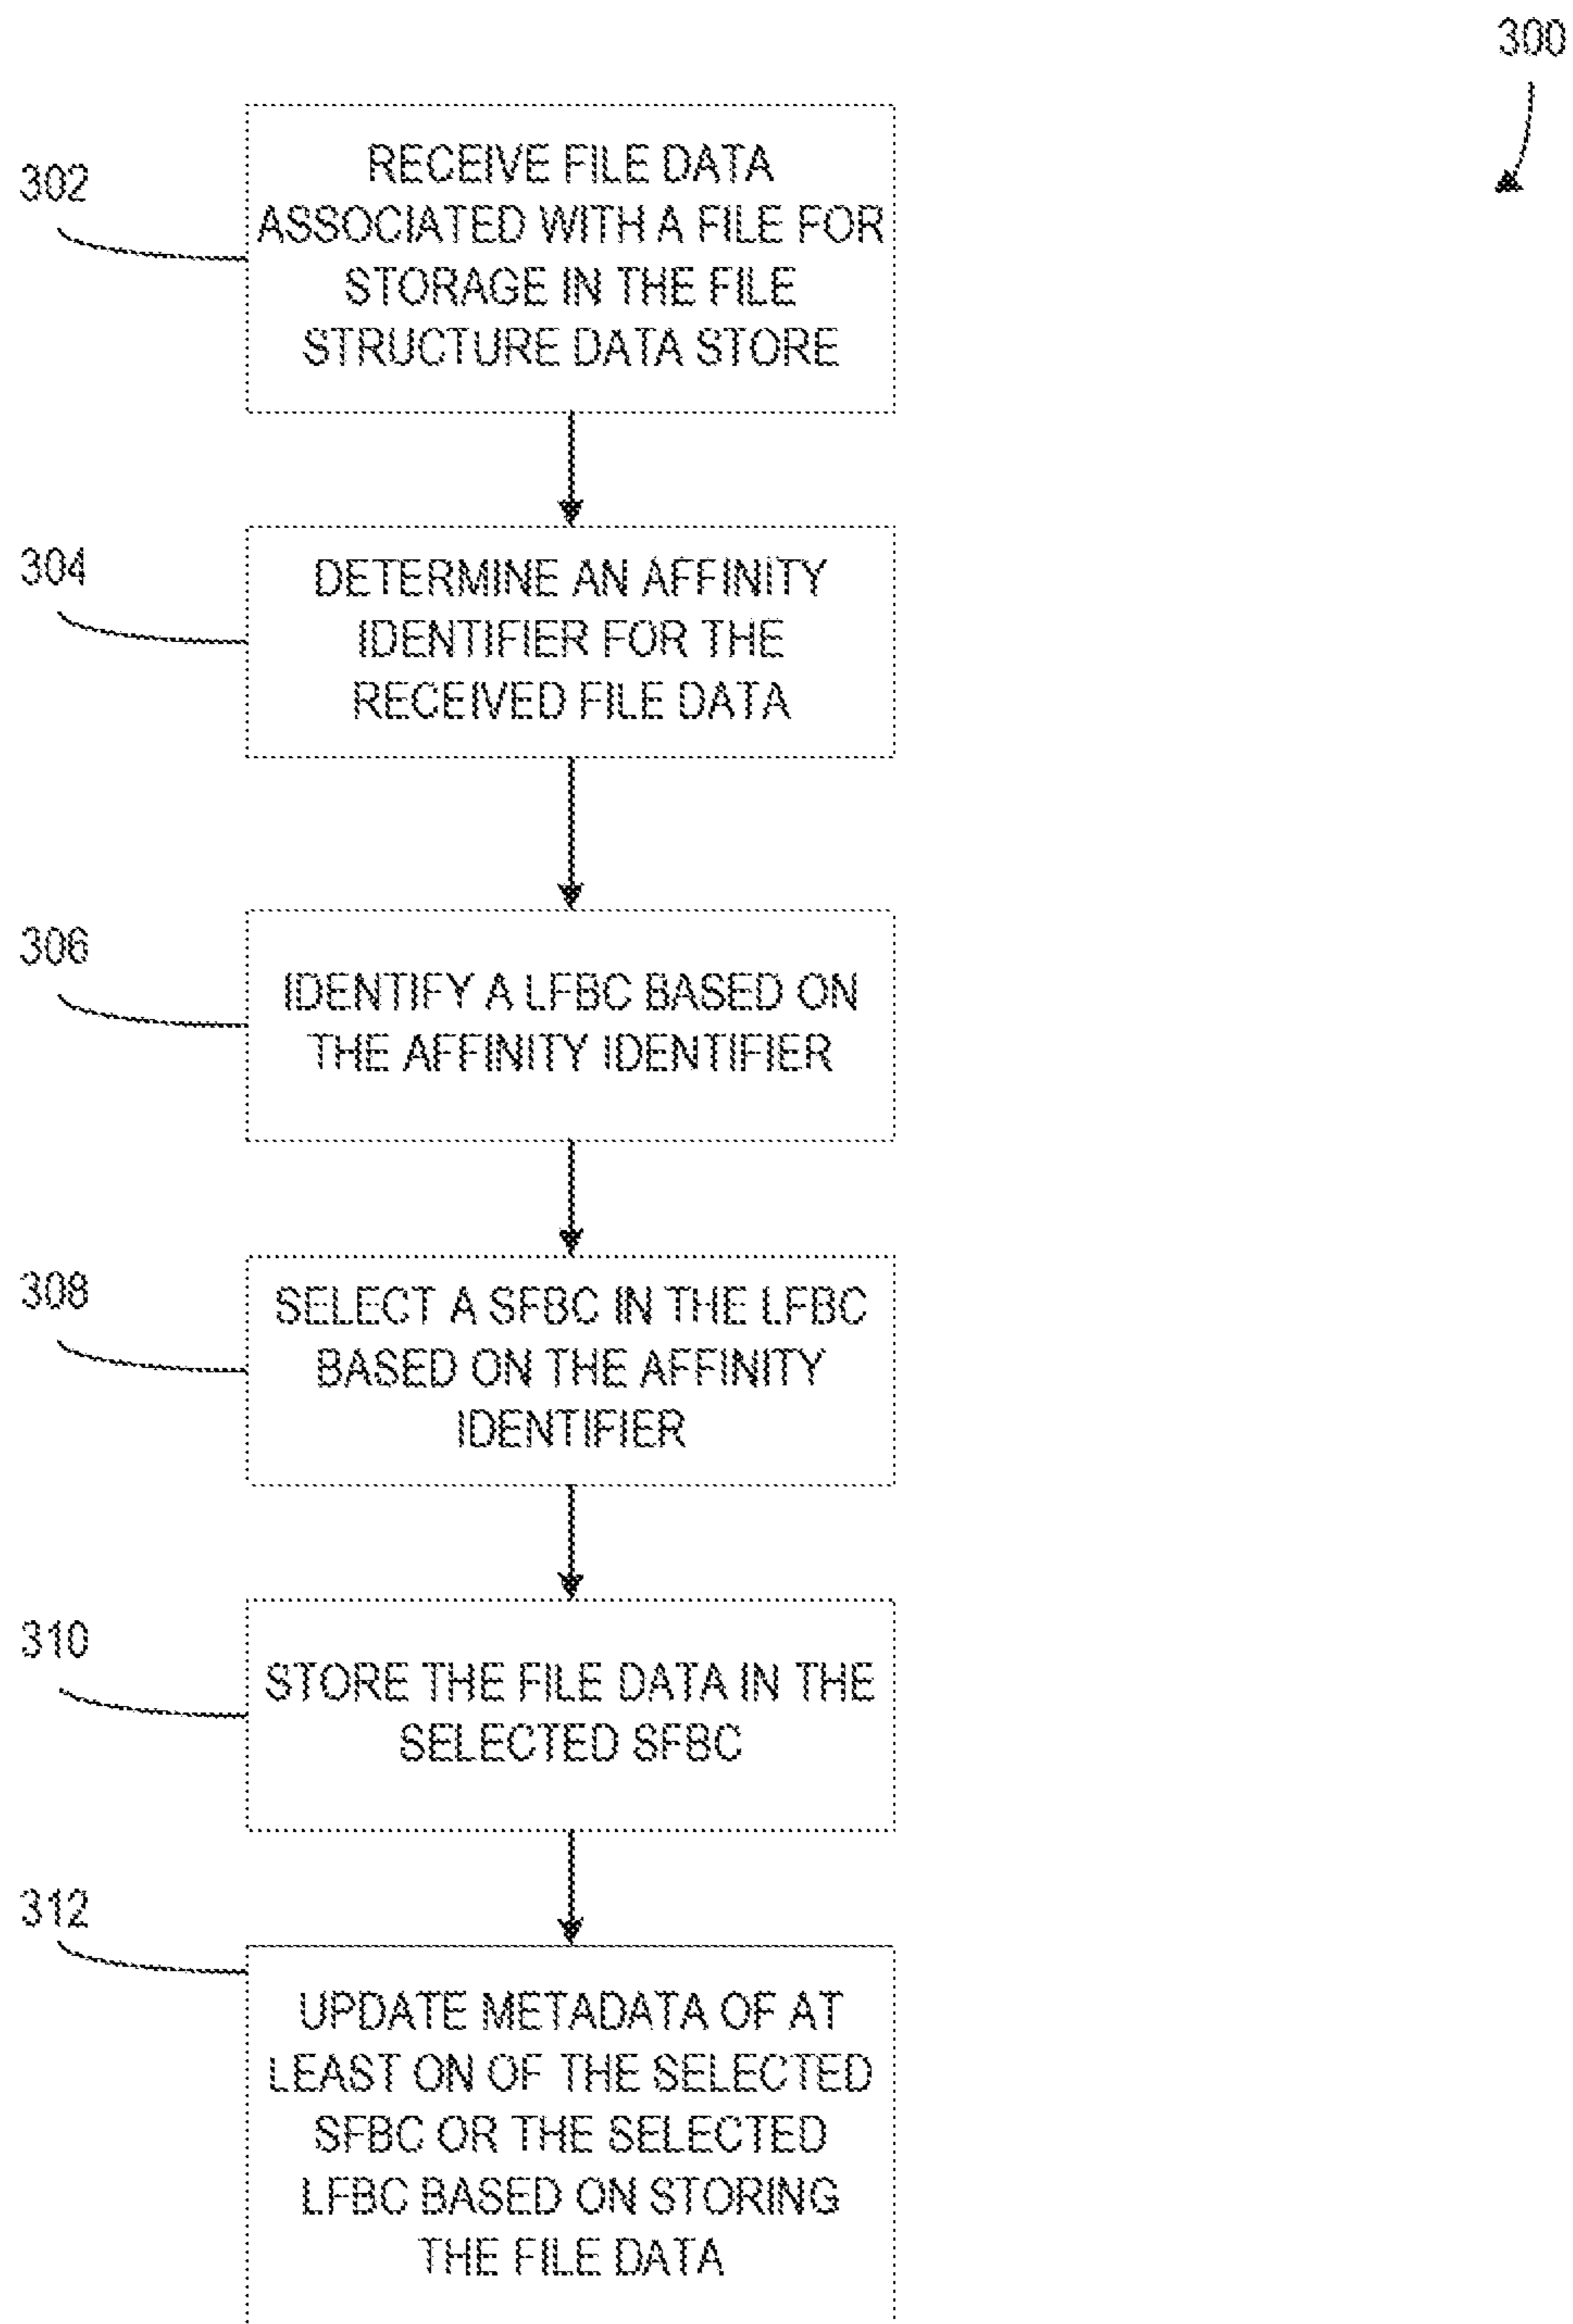 300
302
RECEIVE FILE DATA
ASSOCIATED WITH A FILE FOR
STORAGE IN THE FILE
STRUCTURE DATA STORE
304
DETERMINE AN AFFINITY
IDENTIFIER FOR THE
RECEIVED FILE DATA
306
IDENTIFY A LFBC BASED ON
THE AFFINITY IDENTIFIER
308
SELECT A SFBC IN THE LFBC
BASED ON THE AFFINITY
IDENTIFIER
310
STORE THE FILE DATA IN THE
SELECTED SFBC
312
UPDATE METADATA OF AT
LEAST ON OF THE SELECTED
SFBC OR THE SELECTED
LFBC BASED ON STORING
THE FILE DATA